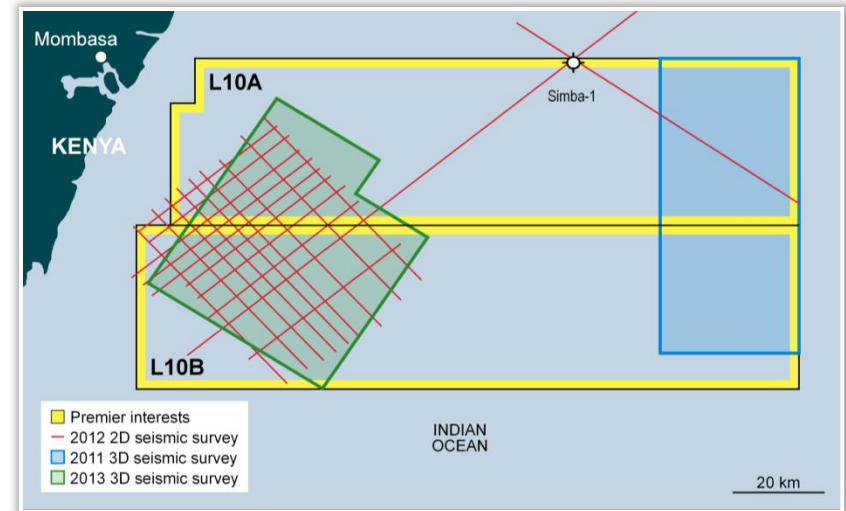 Mombasa
L10A
Simba-1
KENYA
L10B
Premier interests
2012 2D seismic survey
2011 3D seismic survey
2013 3D seismic survey
INDIAN
OCEAN
20 km